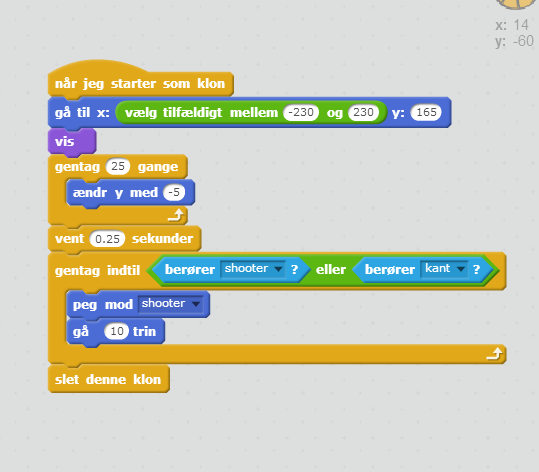 x: 14
y: -60
når jeg starter som klon
gå til x: vælg tilfældigt mellem -230 og 230 y: 165
vis
gentag 25 gange
ændr y med -5
vent 0.25 sekunder
gentag indtil berører shooter ? eller berører kant ?
peg mod shooter
gå 10 trin
slet denne klon